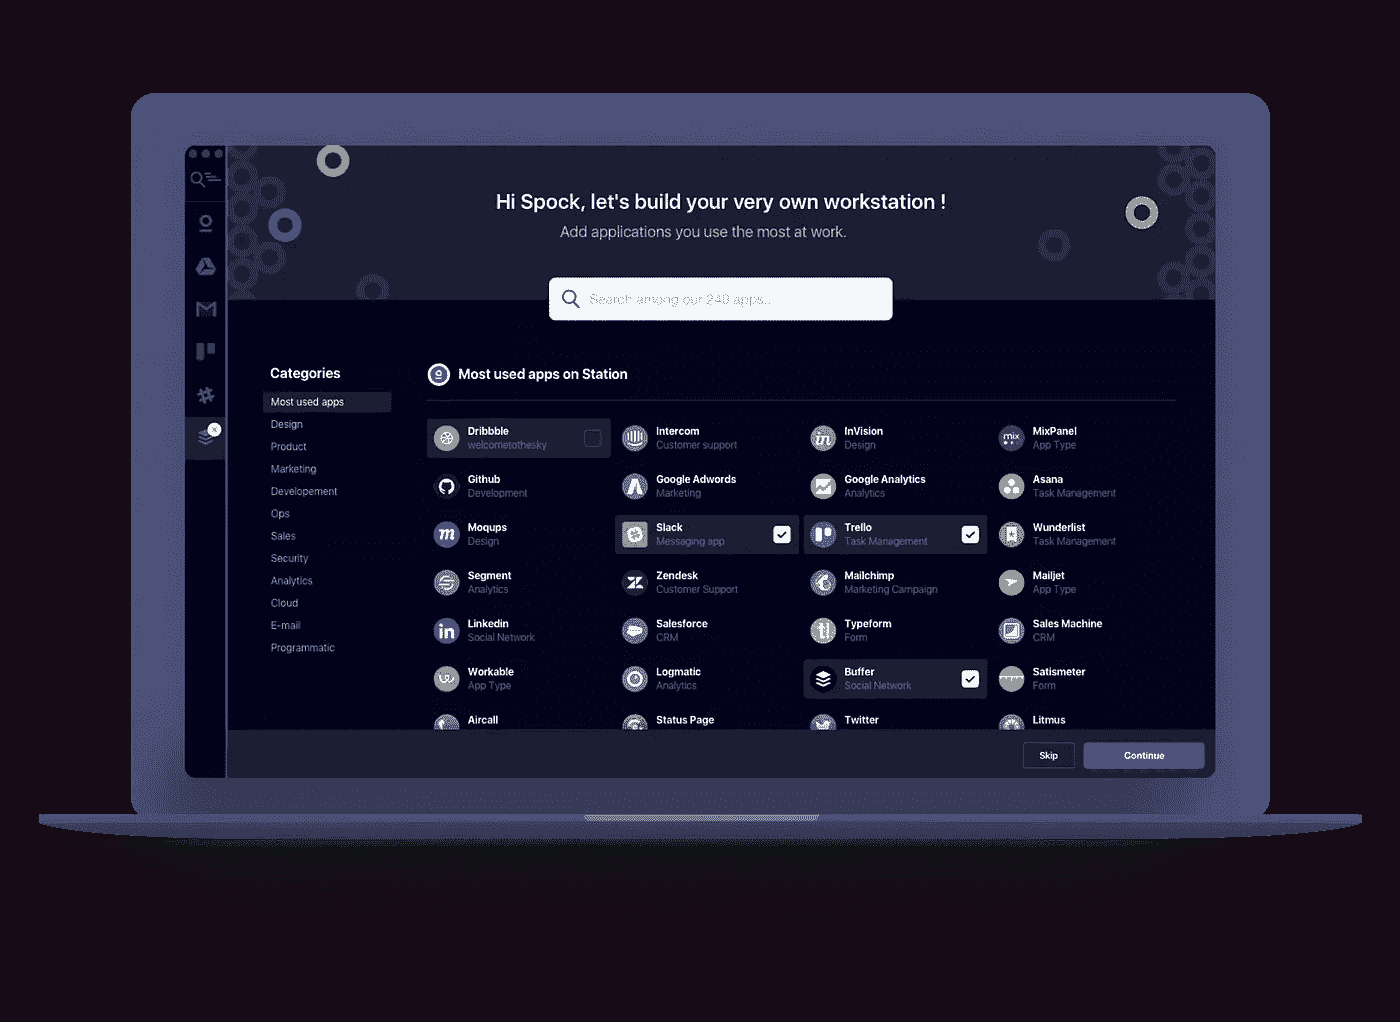 Hi Spock, let's build your very own workstation !
Add applications you use the most at work.
Search among our 240 apps..
Categories
Most used apps
Design
Product
Marketing
Developement
Ops
Sales
Security
Analytics
Cloud
E-mail
Programmatic
Most used apps on Station
Dribbble
welcometothesky
Intercom
Customer support
InVision
Design
mix
MixPanel
App Type
Github
Development
Google Adwords
Marketing
Google Analytics
Analytics
Asana
Task Management
m
Moqups
Design
Slack
Messaging app
Trello
Task Management
Wunderlist
Task Management
Segment
Analytics
Zendesk
Customer Support
Mailchimp
Marketing Campaign
Mailjet
App Type
in
Linkedin
Social Network
Salesforce
CRM
Typeform
Form
Sales Machine
CRM
Workable
App Type
Logmatic
Analytics
Buffer
Social Network
Satismeter
Form
Aircall
Status Page
Twitter
Litmus
Skip
Continue